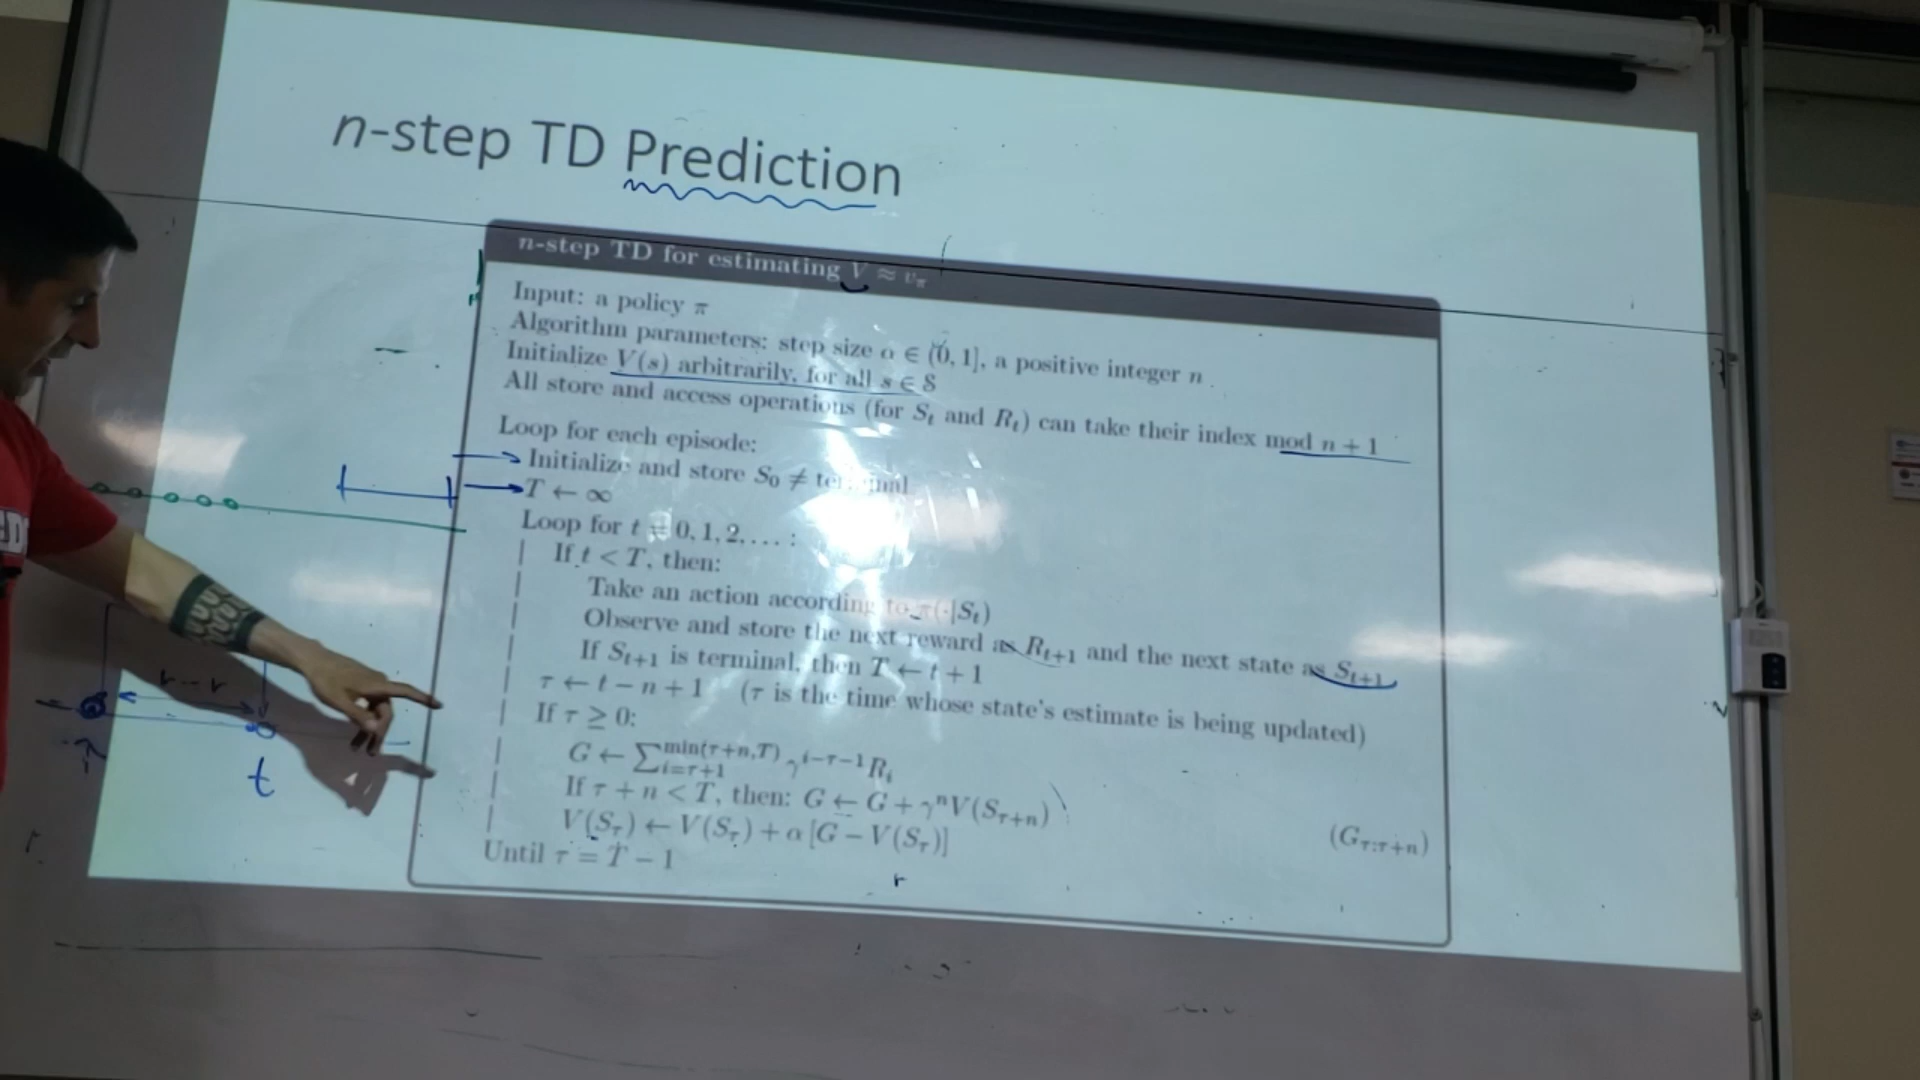 n-step TD Prediction
n-step TD for estimating V ≈ vπ
Input: a policy π
Algorithm parameters: step size α ∈ (0, 1], a positive integer n
Initialize V(s) arbitrarily, for all s ∈ S
All store and access operations (for St and Rt) can take their index mod n + 1
Loop for each episode:
Initialize and store S0 ≠ terminal
T ← ∞
Loop for t = 0, 1, 2, . . . :
If t < T, then:
Take an action according to π(·|St)
Observe and store the next reward as Rt+1 and the next state as St+1
If St+1 is terminal, then T ← t + 1
τ ← t − n + 1 (τ is the time whose state's estimate is being updated)
If τ ≥ 0:
G ← ∑_{i=τ+1}^{min(τ+n,T)} γ^{i−τ−1} Ri
If τ + n < T, then: G ← G + γ^n V(Sτ+n) (Gτ:τ+n)
V(Sτ) ← V(Sτ) + α [G − V(Sτ)]
Until τ = T − 1
r -- r
t
r